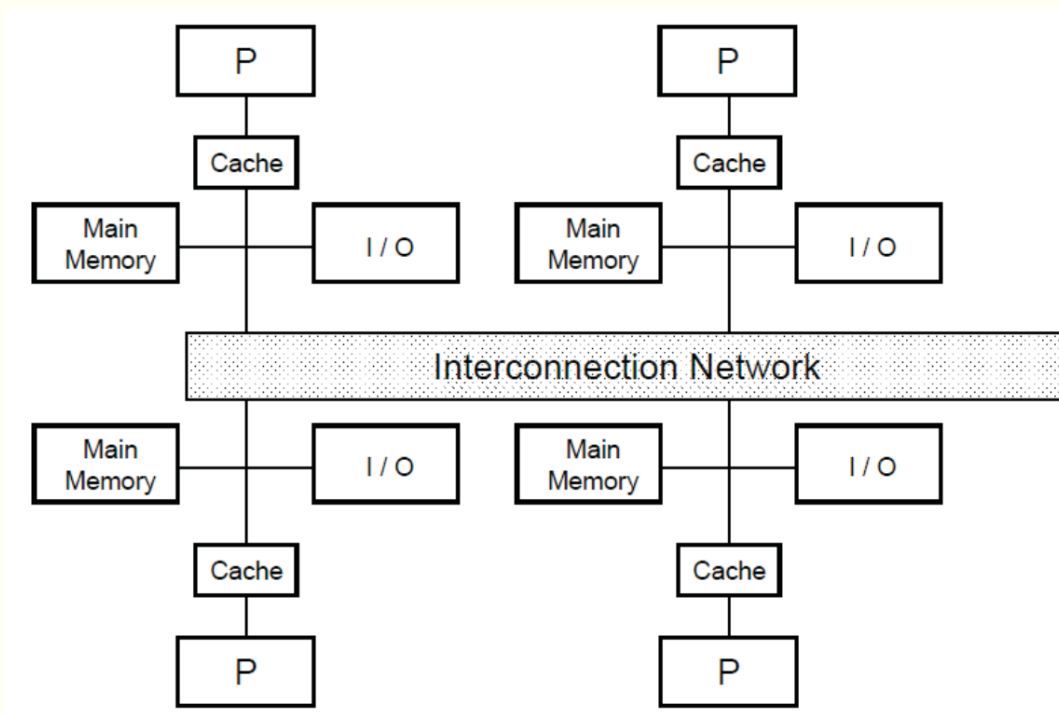 P
P
Cache
Cache
Main
Memory
I / O
Main
Memory
I / O
Interconnection Network
Main
Memory
I / O
Main
Memory
I / O
Cache
Cache
P
P